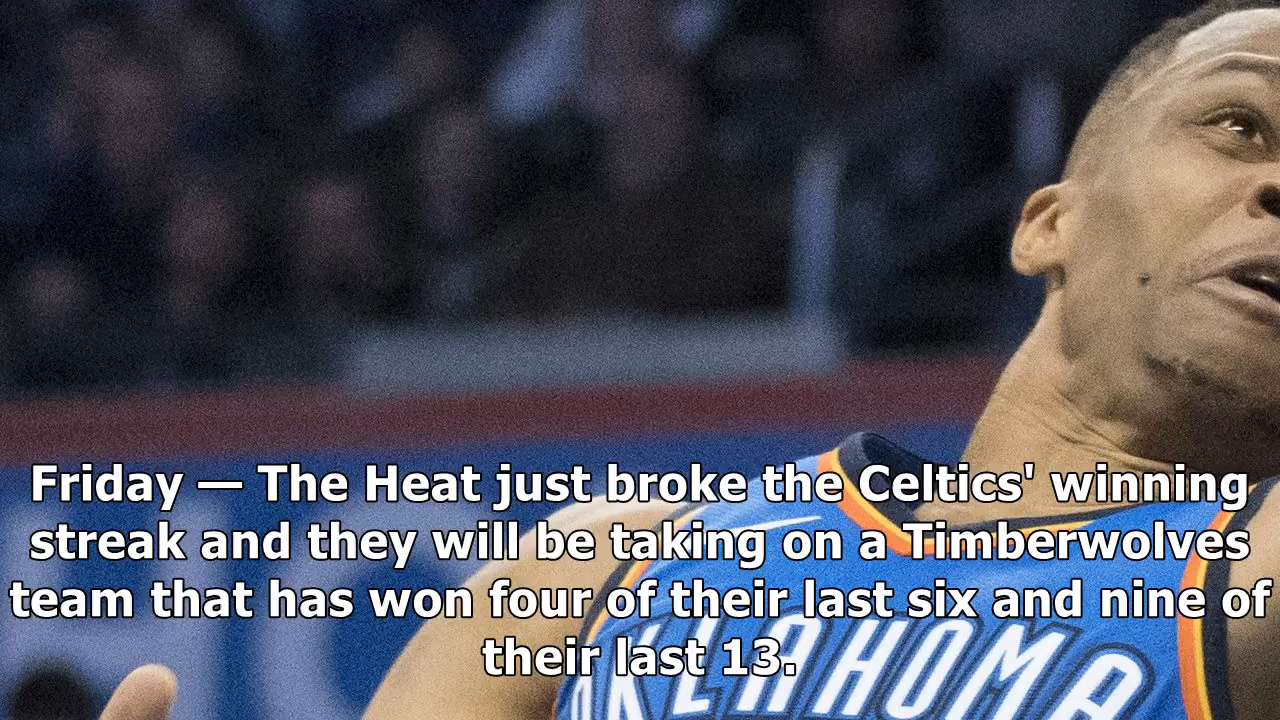 Friday — The Heat just broke the Celtics' winning
streak and they will be taking on a Timberwolves
team that has won four of their last six and nine of
their last 13.
OKLAHOMA